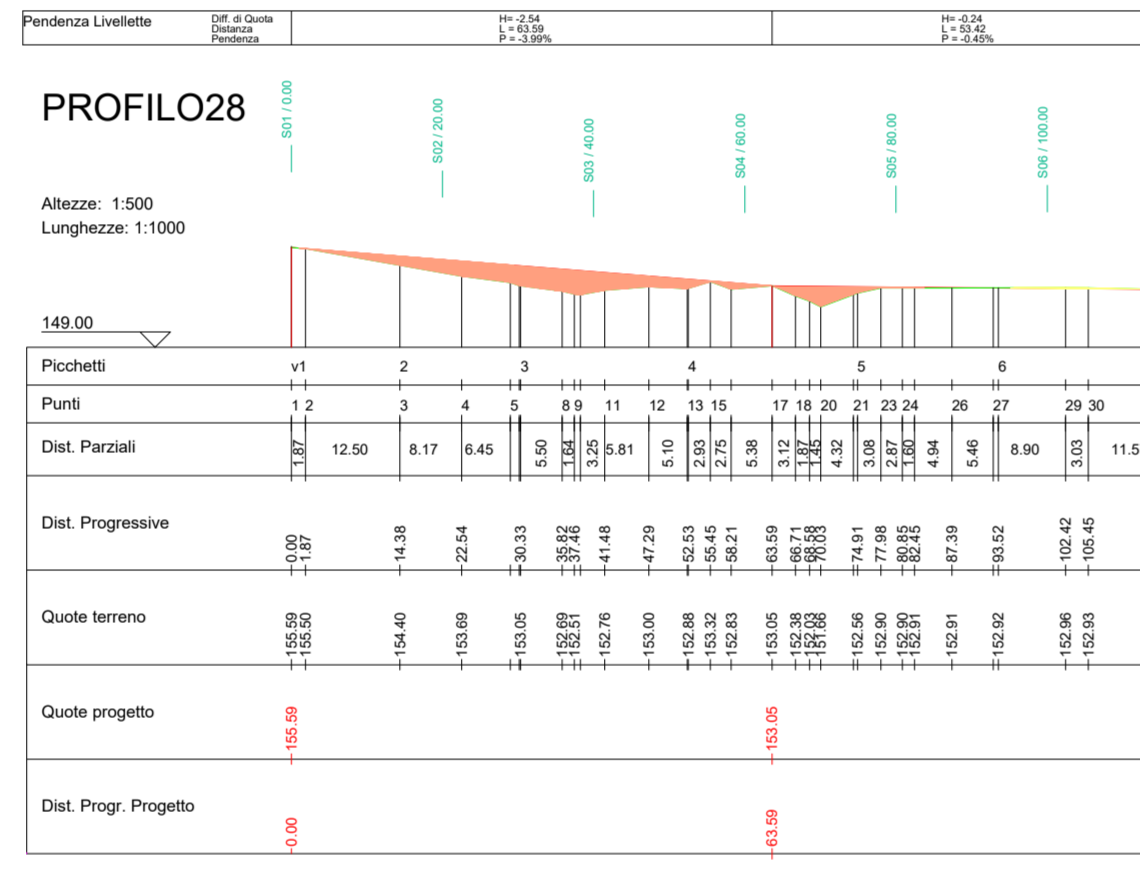 Pendenza Livellette
Diff. di Quota
Distanza
Pendenza
H= -2.54
L = 63.59
P = -3.99%
H= -0.24
L = 53.42
P = -0.45%
PROFILO28
S01 / 0.00
S02 / 20.00
S03 / 40.00
S04 / 60.00
S05 / 80.00
S06 / 100.00
Altezze: 1:500
Lunghezze: 1:1000
149.00
Picchetti v1 2 3 4 5 6
Punti 1 2 3 4 5 8 9 11 12 13 15 17 18 20 21 23 24 26 27 29 30
Dist. Parziali 1.87 12.50 8.17 6.45 5.50 1.64 3.25 5.81 5.10 2.93 2.75 5.38 3.12 1.87 1.45 4.32 3.08 2.87 1.60 4.94 5.46 8.90 3.03 11.5
Dist. Progressive 0.00 1.87 14.38 22.54 30.33 35.82 37.46 41.48 47.29 52.53 55.45 58.21 63.59 66.71 68.58 70.03 74.91 77.98 80.85 82.45 87.39 93.52 102.42 105.45
Quote terreno 155.59 155.50 154.40 153.69 153.05 152.69 152.51 152.76 153.00 152.88 153.32 152.83 153.05 152.38 152.03 151.66 152.56 152.90 152.90 152.91 152.91 152.92 152.96 152.93
Quote progetto 155.59 153.05
Dist. Progr. Progetto 0.00 63.59